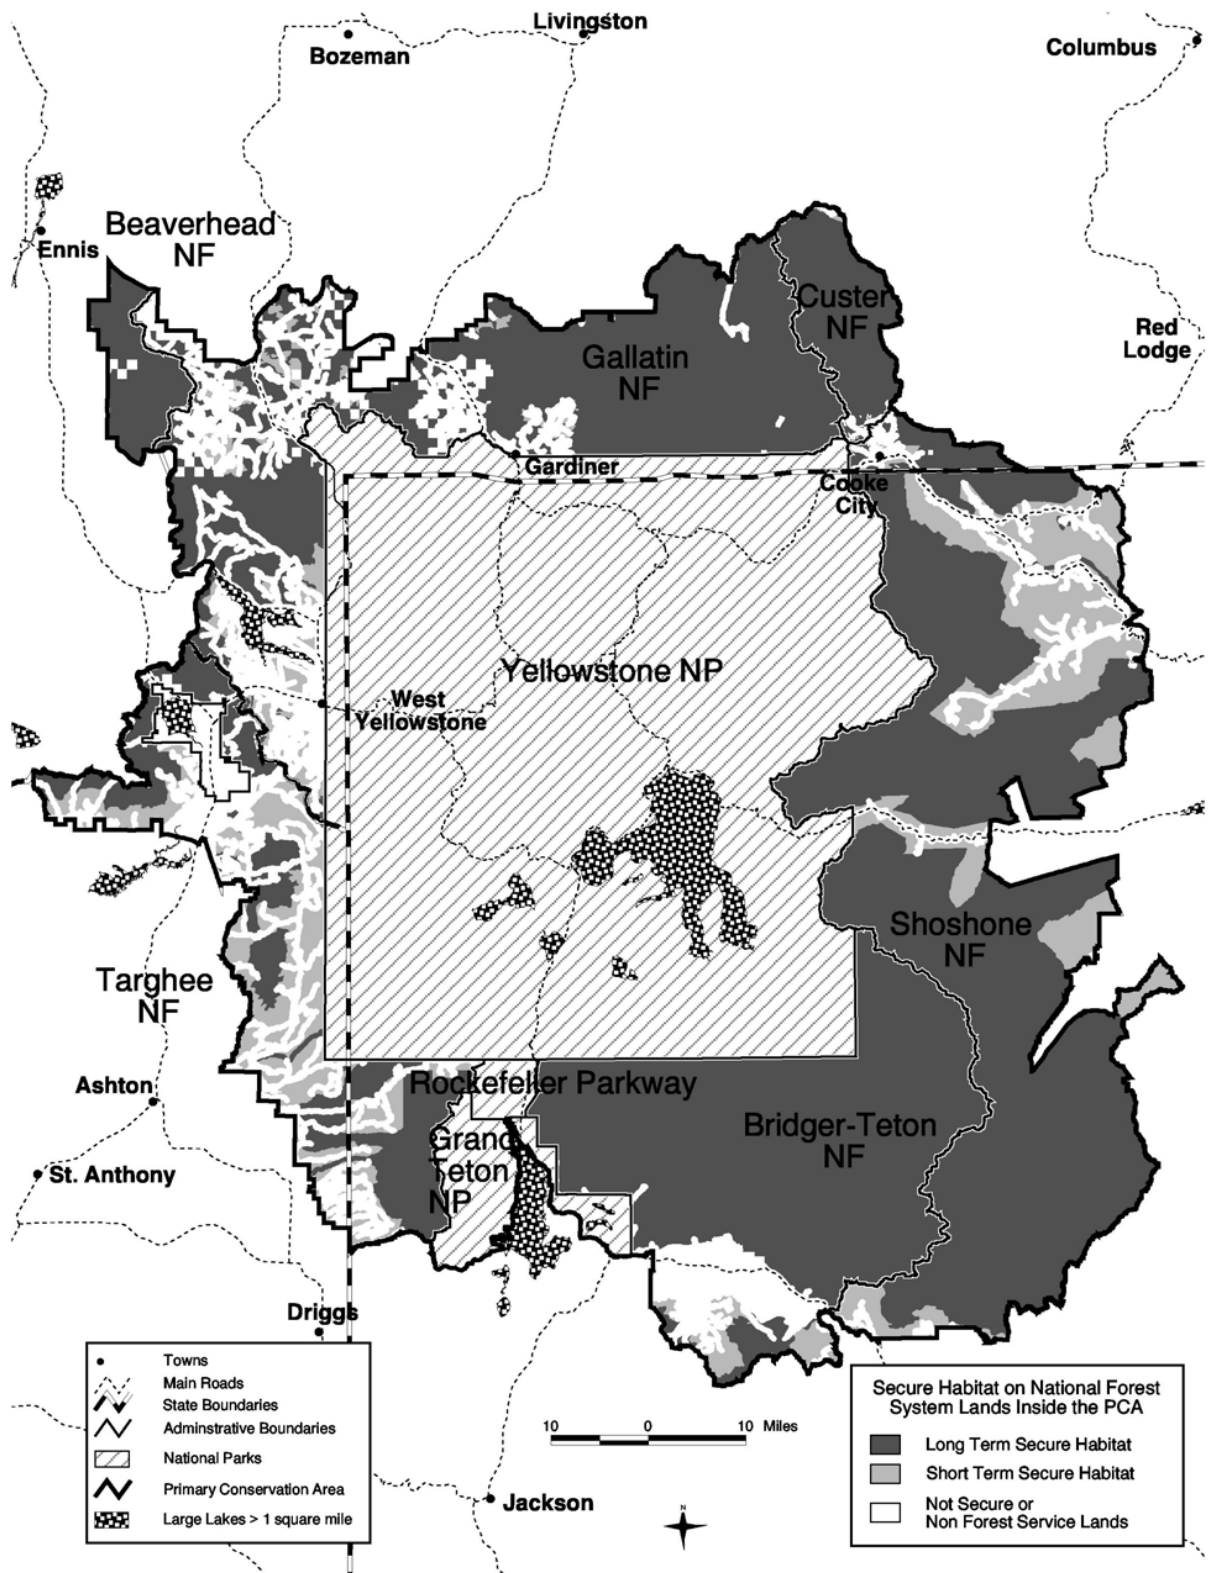 Livingston
Bozeman
Columbus
Beaverhead
NF
Ennis
Custer
NF
Gallatin
NF
Red
Lodge
Gardiner
Cooke
City
Yellowstone NP
West
Yellowstone
Shoshone
NF
Targhee
NF
Ashton
Rockefeller Parkway
Grand
Teton
NP
Bridger-Teton
NF
St. Anthony
Driggs
Towns
Main Roads
State Boundaries
Adminstrative Boundaries
National Parks
Primary Conservation Area
Large Lakes > 1 square mile
10 0 10 Miles
Jackson
N
Secure Habitat on National Forest
System Lands Inside the PCA
Long Term Secure Habitat
Short Term Secure Habitat
Not Secure or
Non Forest Service Lands